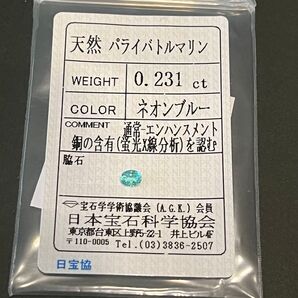 天然 パライバトルマリン
WEIGHT 0.231 ct
COLOR ネオンブルー
COMMENT 通常-エンハンスメント
銅の含有(蛍光X線分析)を認む
脇石
宝石学学術協議会（A.G.K.）会員
日本宝石科学協会
東京都台東区上野5-22-1 井上ビル4F
〒110-0005 Tel.(03)3836-2507
日宝協